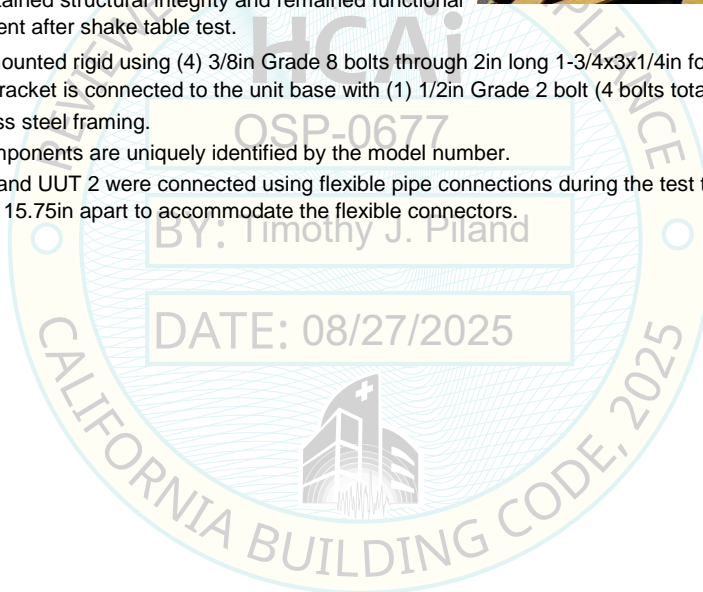 tained structural integrity and remained functional
ent after shake table test.
ounted rigid using (4) 3/8in Grade 8 bolts through 2in long 1-3/4x3x1/4in fo
racket is connected to the unit base with (1) 1/2in Grade 2 bolt (4 bolts tota
ss steel framing.
mponents are uniquely identified by the model number.
and UUT 2 were connected using flexible pipe connections during the test t
15.75in apart to accommodate the flexible connectors.
HCAi
OSP-0677
BY: Timothy J. Piland
DATE: 08/27/2025
CALIFORNIA BUILDING CODE, 2025